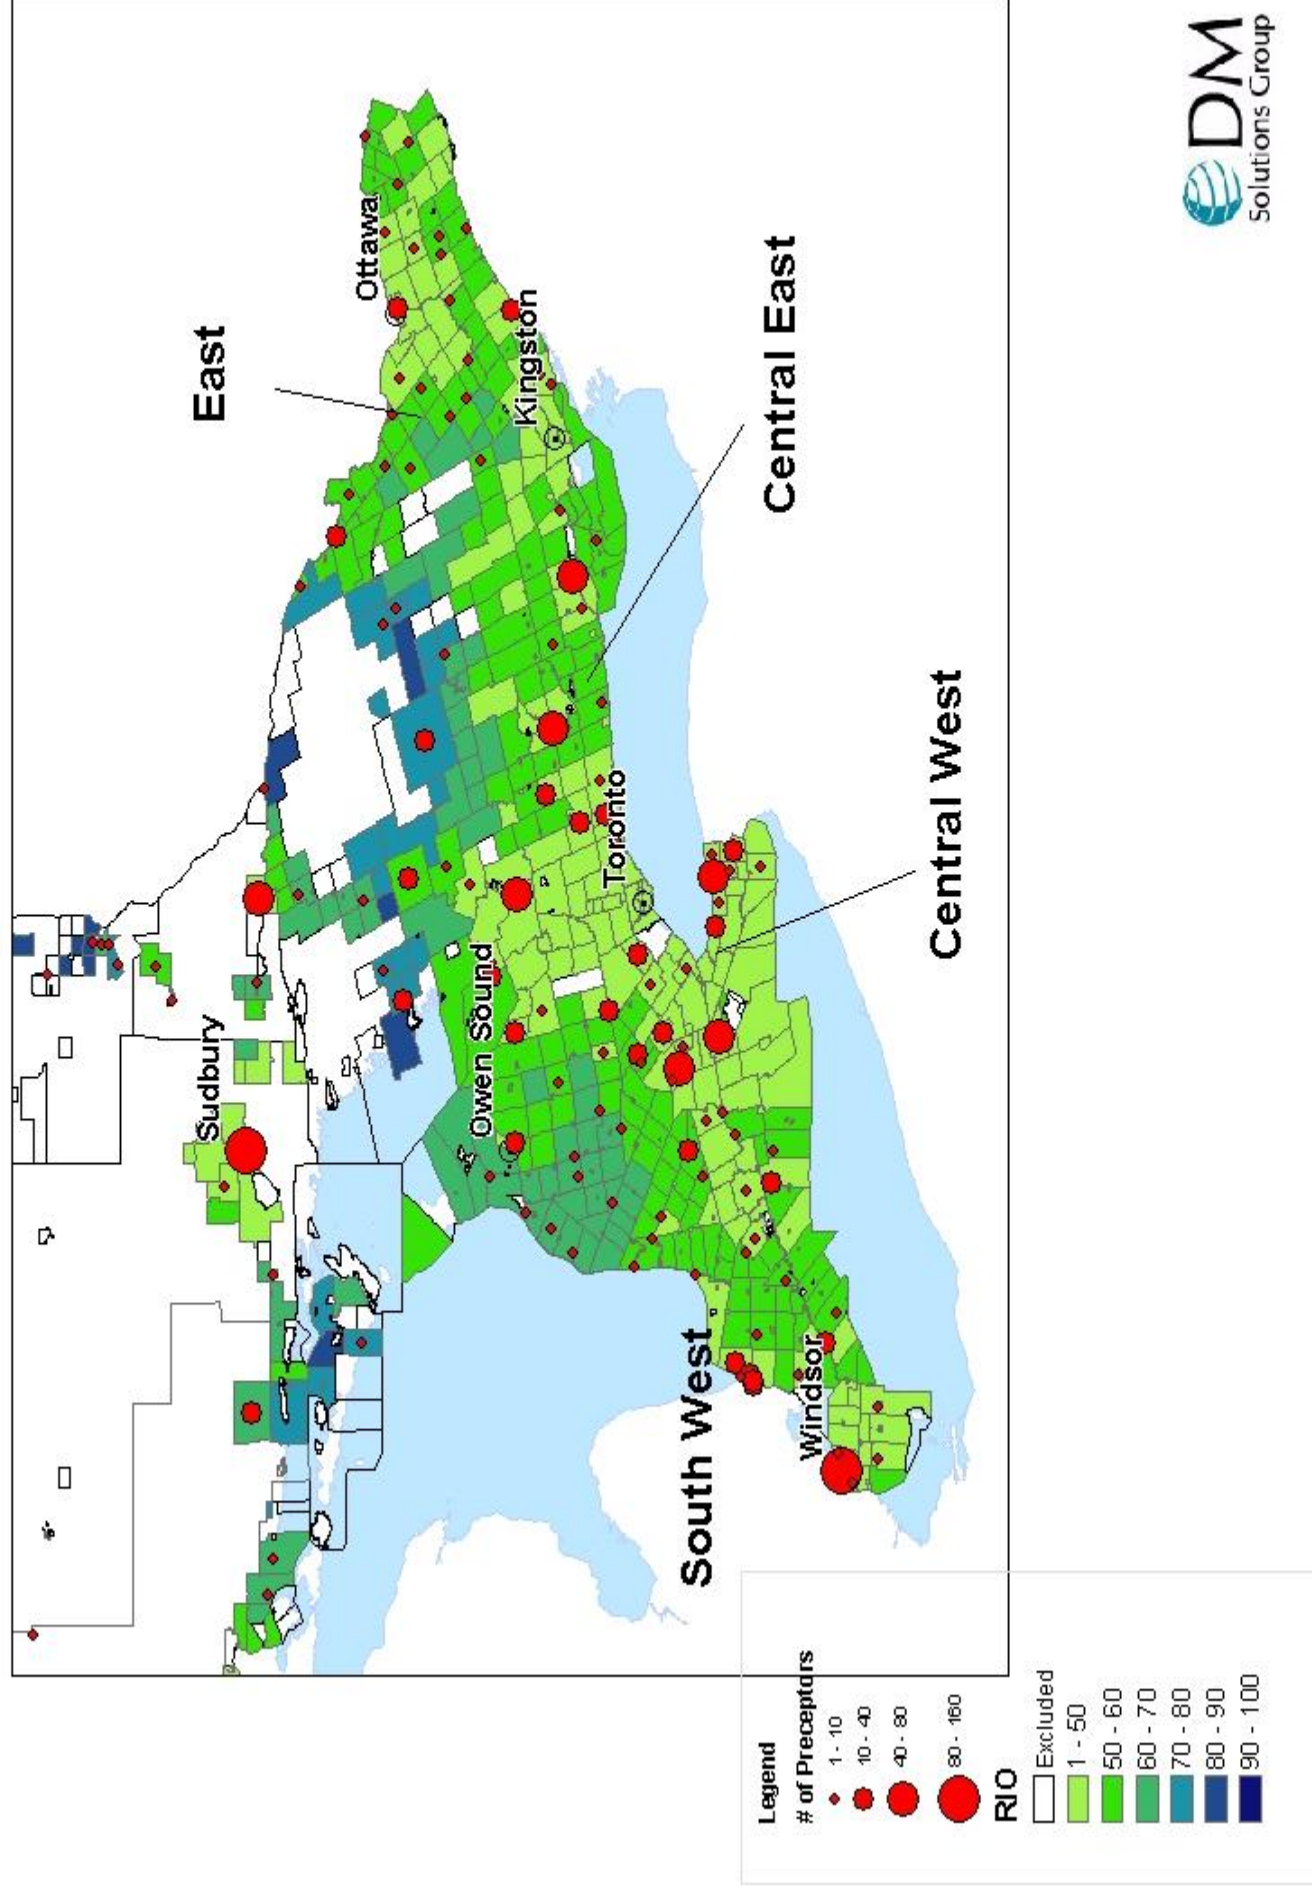 East
Ottawa
Kingston
Central East
Sudbury
Owen Sound
Toronto
Central West
South West
Windsor
Legend
# of Preceptors
1 - 10
10 - 40
40 - 80
80 - 160
RIO
Excluded
1 - 50
50 - 60
60 - 70
70 - 80
80 - 90
90 - 100
DM
Solutions Group